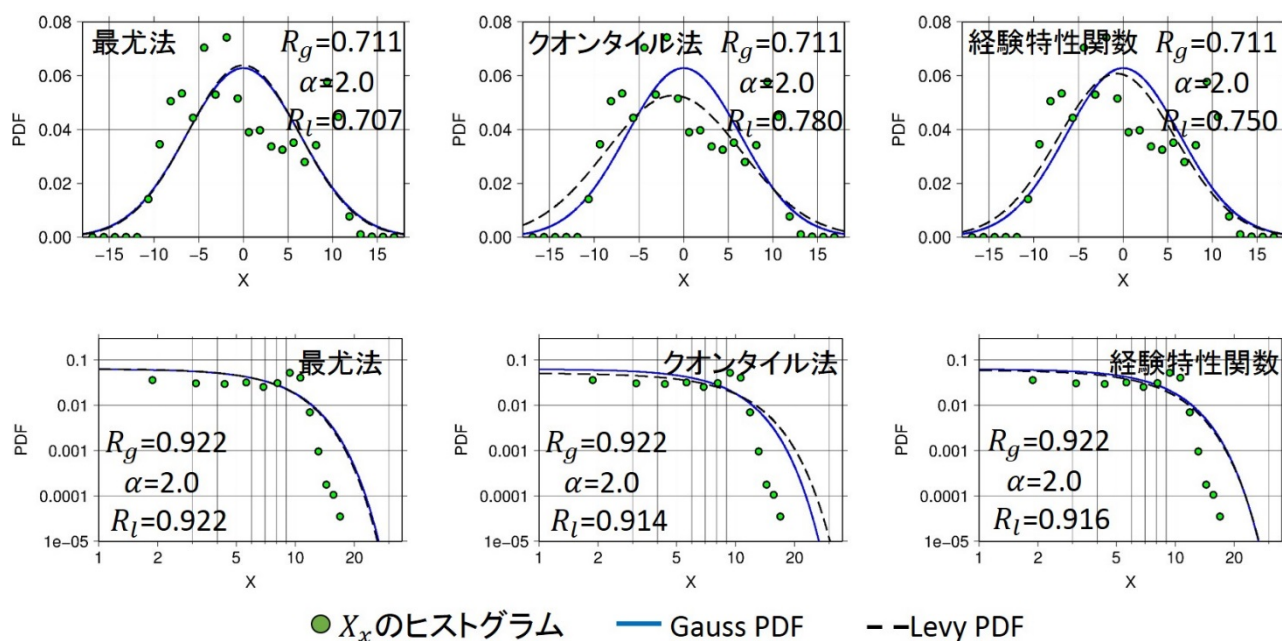 最尤法
R_g=0.711
α=2.0
R_l=0.707
0.08
0.06
0.04
0.02
0.00
PDF
−15 −10 −5 0 5 10 15
X
クオンタイル法
R_g=0.711
α=2.0
R_l=0.780
0.08
0.06
0.04
0.02
0.00
PDF
−15 −10 −5 0 5 10 15
X
経験特性関数
R_g=0.711
α=2.0
R_l=0.750
0.08
0.06
0.04
0.02
0.00
PDF
−15 −10 −5 0 5 10 15
X
最尤法
R_g=0.922
α=2.0
R_l=0.922
0.1
0.01
0.001
0.0001
1e−05
PDF
1 2 5 10 20
X
クオンタイル法
R_g=0.922
α=2.0
R_l=0.914
0.1
0.01
0.001
0.0001
1e−05
PDF
1 2 5 10 20
X
経験特性関数
R_g=0.922
α=2.0
R_l=0.916
0.1
0.01
0.001
0.0001
1e−05
PDF
1 2 5 10 20
X
X_xのヒストグラム Gauss PDF Levy PDF